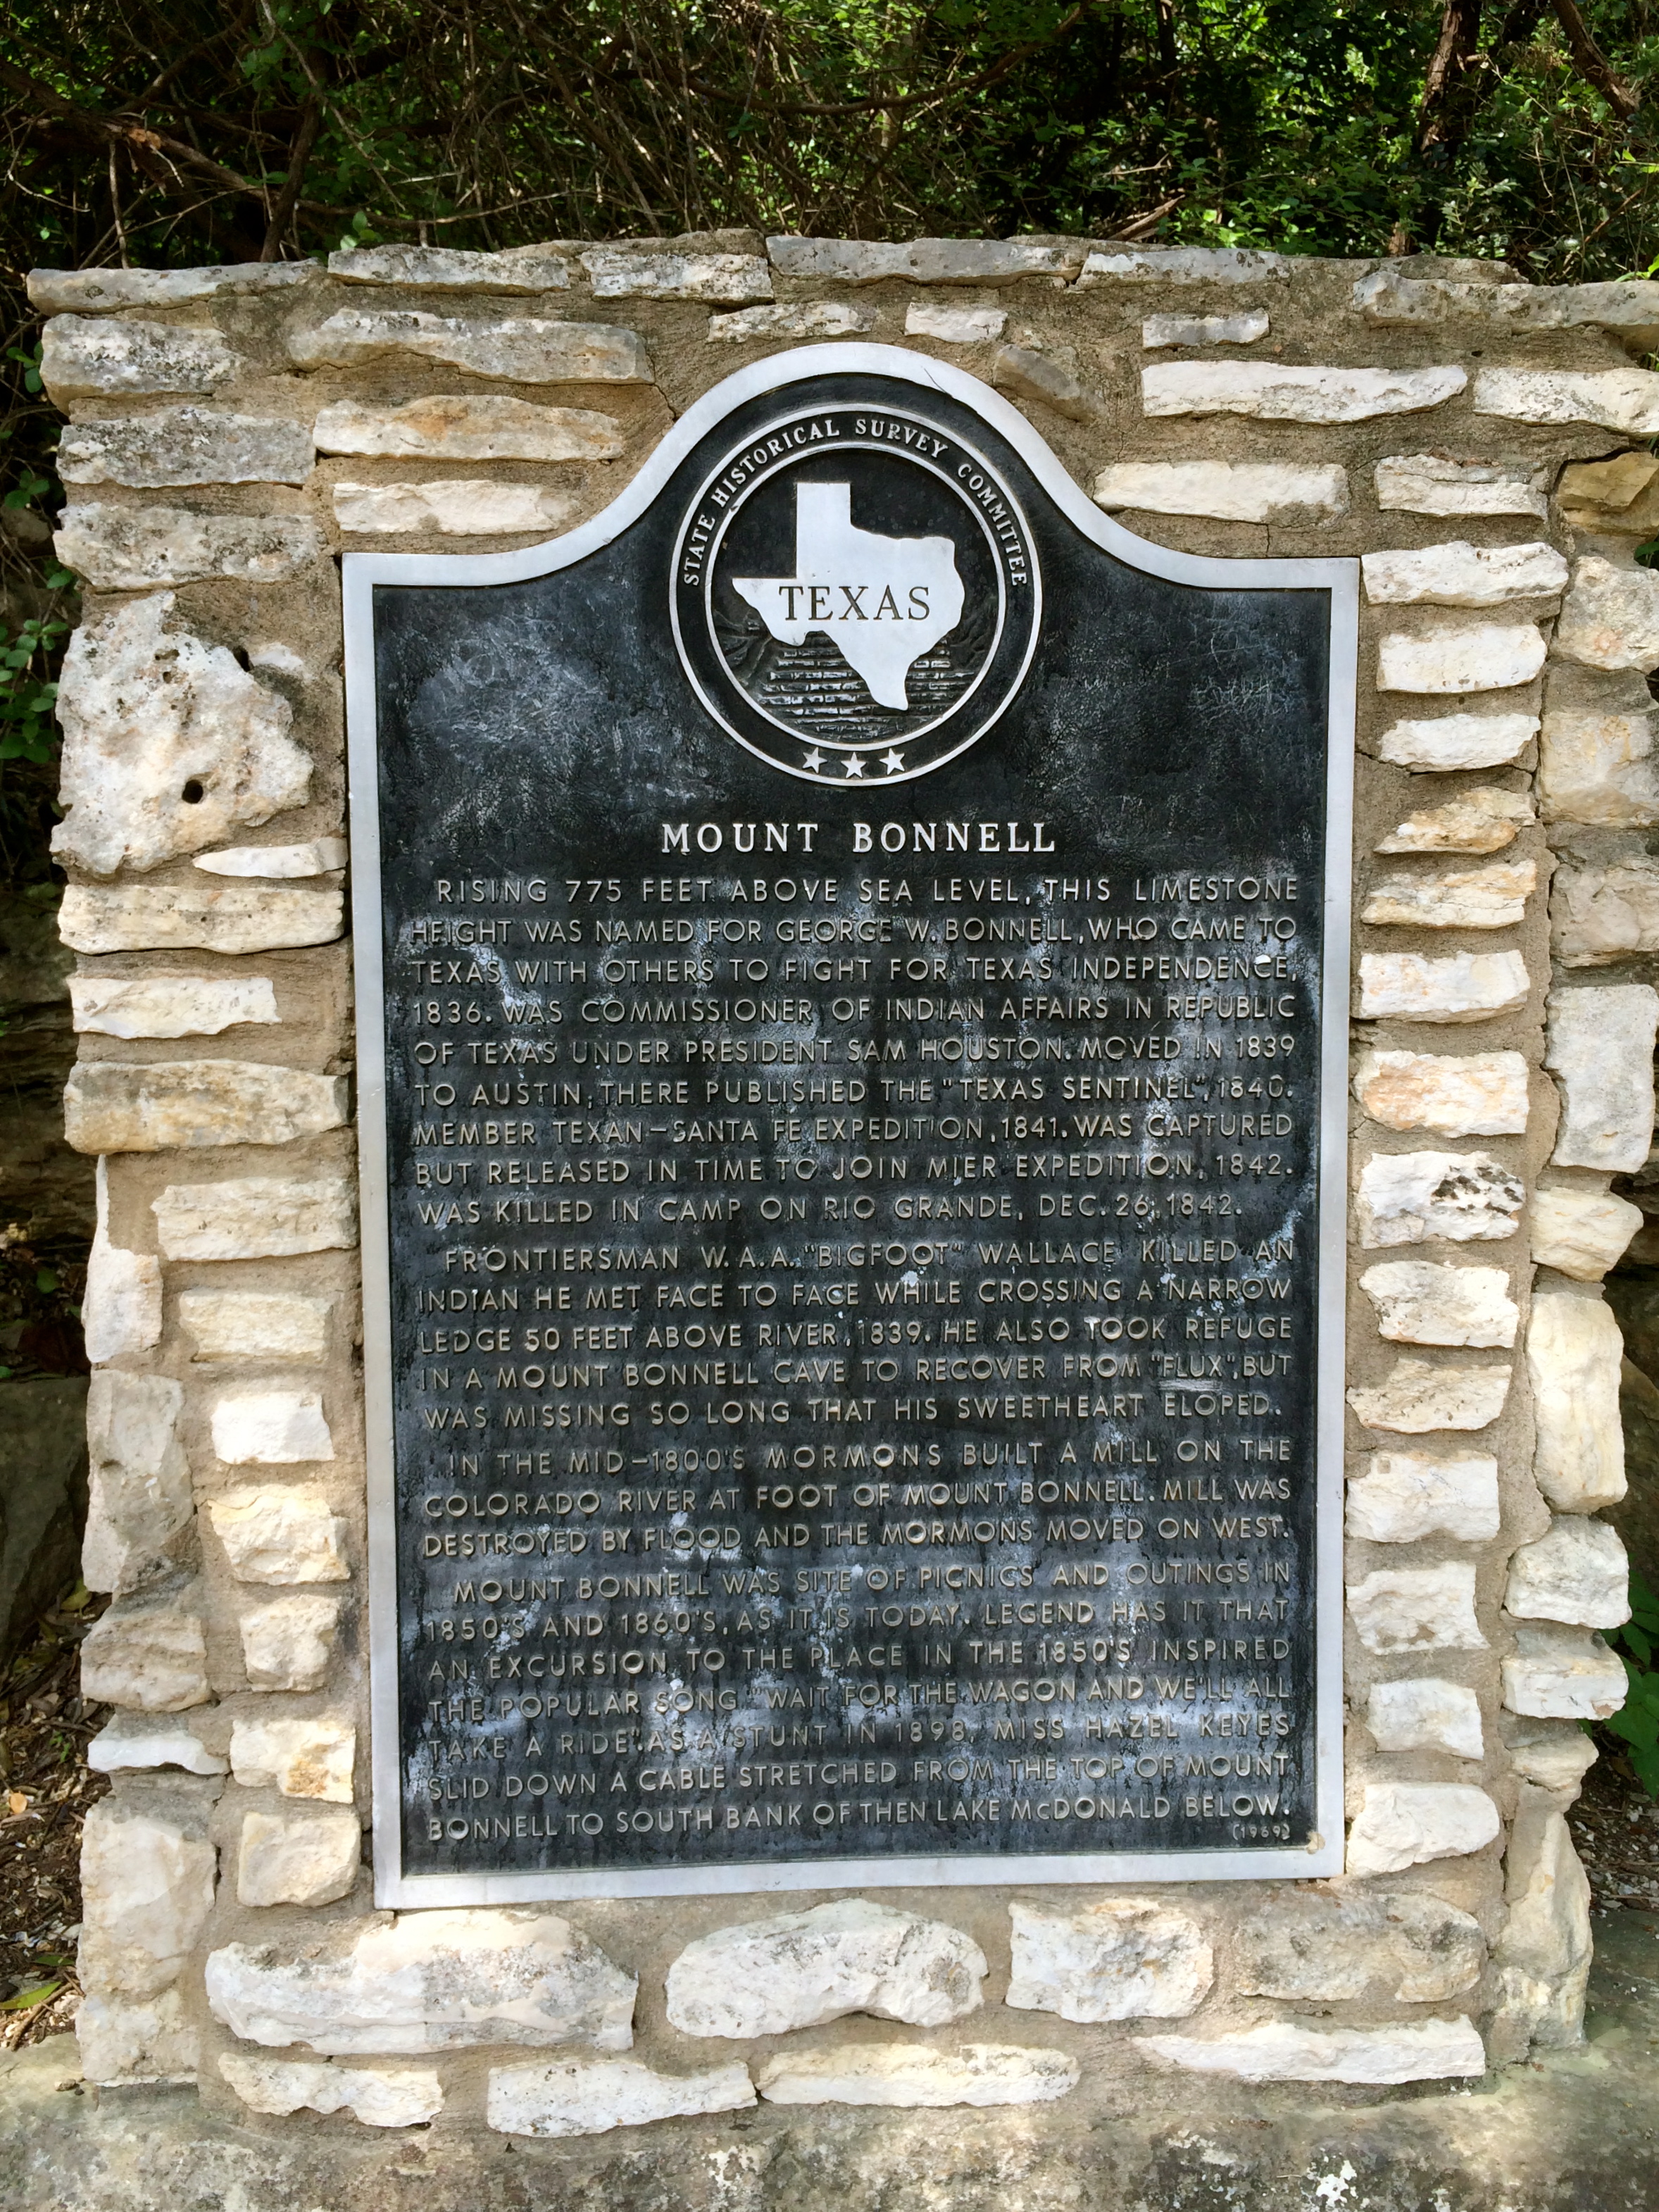 STATE HISTORICAL SURVEY COMMITTEE
TEXAS
MOUNT BONNELL
RISING 775 FEET ABOVE SEA LEVEL, THIS LIMESTONE
HEIGHT WAS NAMED FOR GEORGE W. BONNELL, WHO CAME TO
TEXAS WITH OTHERS TO FIGHT FOR TEXAS INDEPENDENCE,
1836. WAS COMMISSIONER OF INDIAN AFFAIRS IN REPUBLIC
OF TEXAS UNDER PRESIDENT SAM HOUSTON. MOVED IN 1839
TO AUSTIN; THERE PUBLISHED THE "TEXAS SENTINEL", 1840.
MEMBER TEXAN-SANTA FE EXPEDITION, 1841. WAS CAPTURED
BUT RELEASED IN TIME TO JOIN MIER EXPEDITION, 1842.
WAS KILLED IN CAMP ON RIO GRANDE, DEC. 26, 1842.
FRONTIERSMAN W.A.A. "BIGFOOT" WALLACE KILLED AN
INDIAN HE MET FACE TO FACE WHILE CROSSING A NARROW
LEDGE 50 FEET ABOVE RIVER, 1839. HE ALSO TOOK REFUGE
IN A MOUNT BONNELL CAVE TO RECOVER FROM "FLUX", BUT
WAS MISSING SO LONG THAT HIS SWEETHEART ELOPED.
IN THE MID-1800'S MORMONS BUILT A MILL ON THE
COLORADO RIVER AT FOOT OF MOUNT BONNELL. MILL WAS
DESTROYED BY FLOOD AND THE MORMONS MOVED ON WEST.
MOUNT BONNELL WAS SITE OF PICNICS AND OUTINGS IN
1850'S AND 1860'S, AS IT IS TODAY. LEGEND HAS IT THAT
AN EXCURSION TO THE PLACE IN THE 1850'S INSPIRED
THE POPULAR SONG "WAIT FOR THE WAGON AND WE'LL ALL
TAKE A RIDE". AS A STUNT IN 1898, MISS HAZEL KEYES
SLID DOWN A CABLE STRETCHED FROM THE TOP OF MOUNT
BONNELL TO SOUTH BANK OF THEN LAKE McDONALD BELOW.
(1969)